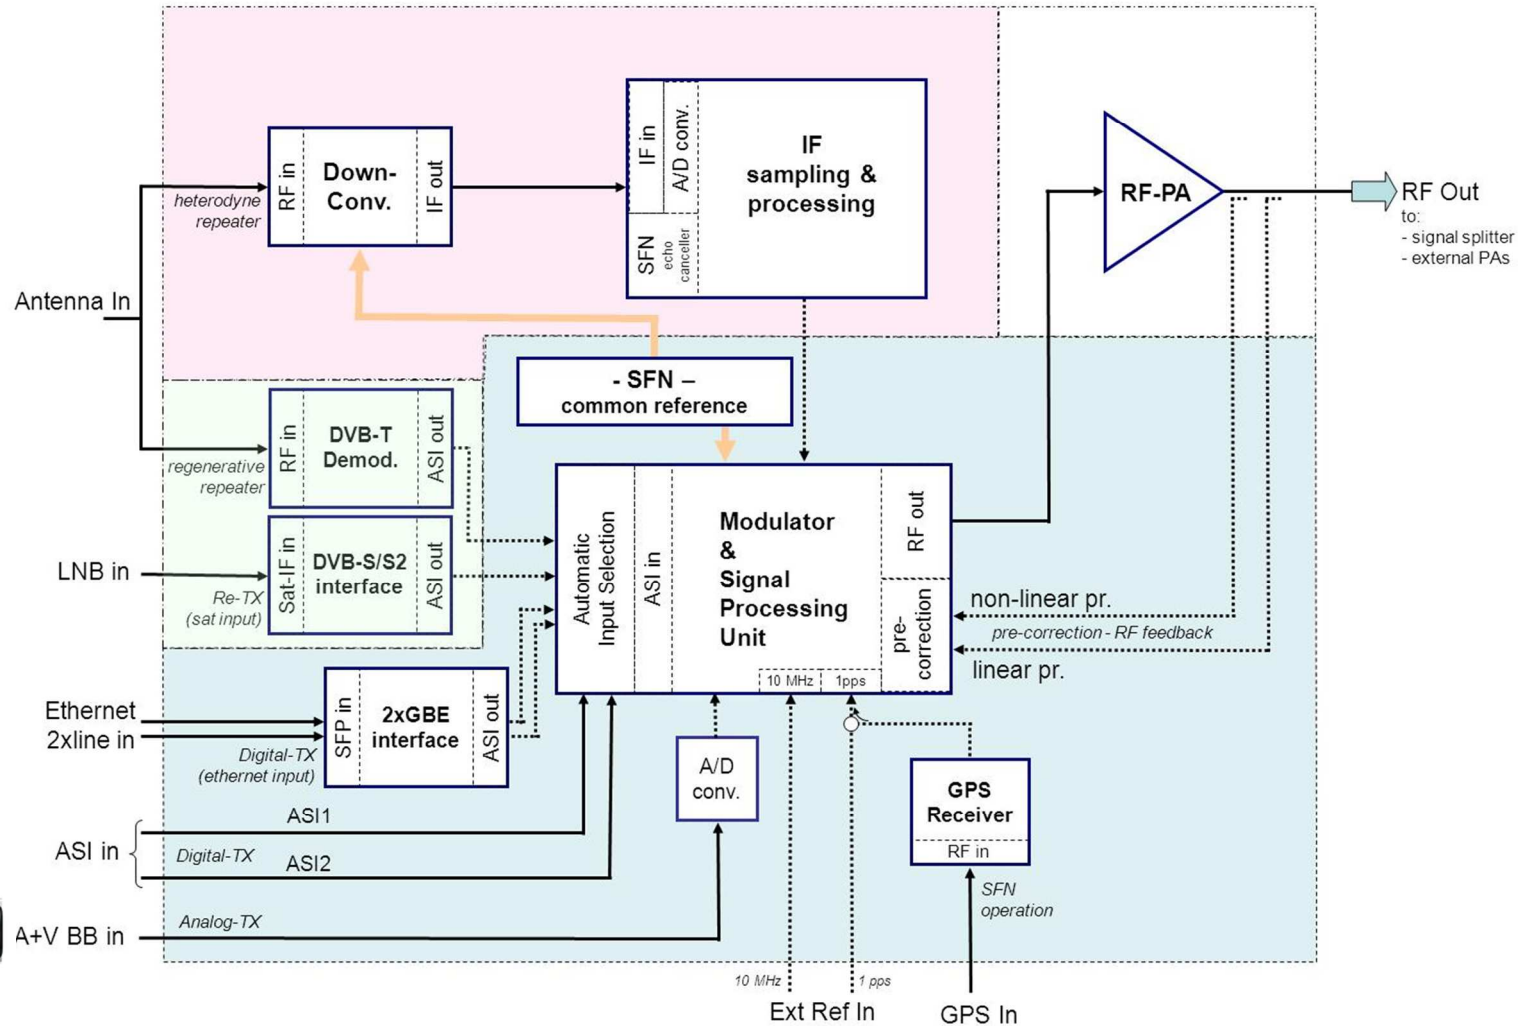 RF in
Down-
Conv.
IF out
heterodyne
repeater
IF in
A/D conv.
SFN
echo
canceller
IF
sampling &
processing
RF-PA
RF Out
to:
- signal splitter
- external PAs
Antenna In
- SFN –
common reference
RF in
DVB-T
Demod.
ASI out
regenerative
repeater
LNB in
Sat-IF in
DVB-S/S2
interface
ASI out
Re-TX
(sat input)
Automatic
Input Selection
ASI in
Modulator
&
Signal
Processing
Unit
RF out
pre-
correction
10 MHz
1pps
non-linear pr.
pre-correction - RF feedback
linear pr.
Ethernet
2xline in
SFP in
2xGBE
interface
ASI out
Digital-TX
(ethernet input)
A/D
conv.
GPS
Receiver
RF in
ASI1
ASI in
Digital-TX
ASI2
SFN
operation
Analog-TX
A+V BB in
10 MHz
1 pps
Ext Ref In
GPS In